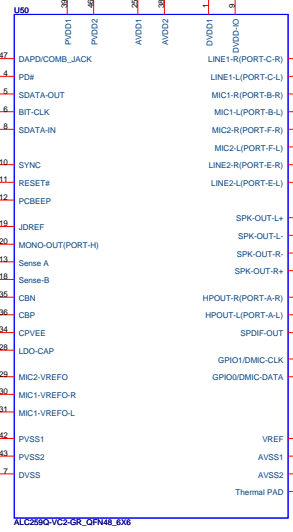 U50
39 46 25 38 1 9
PVDD1 PVDD2 AVDD1 AVDD2 DVDD1 DVDD-IO
47 DAPD/COMB_JACK LINE1-R(PORT-C-R)
4 PD# LINE1-L(PORT-C-L)
5 SDATA-OUT MIC1-R(PORT-B-R)
6 BIT-CLK MIC1-L(PORT-B-L)
8 SDATA-IN MIC2-R(PORT-F-R)
MIC2-L(PORT-F-L)
10 SYNC LINE2-R(PORT-E-R)
11 RESET# LINE2-L(PORT-E-L)
12 PCBEEP
SPK-OUT-L+
19 JDREF
SPK-OUT-L-
20 MONO-OUT(PORT-H)
SPK-OUT-R-
13 Sense A
SPK-OUT-R+
18 Sense-B
35 CBN HPOUT-R(PORT-A-R)
36 CBP HPOUT-L(PORT-A-L)
34 CPVEE SPDIF-OUT
28 LDO-CAP
GPIO1/DMIC-CLK
29 MIC2-VREFO GPIO0/DMIC-DATA
30 MIC1-VREFO-R
31 MIC1-VREFO-L
42 PVSS1 VREF
43 PVSS2 AVSS1
7 DVSS AVSS2
Thermal PAD
ALC259Q-VC2-GR_QFN48_6X6